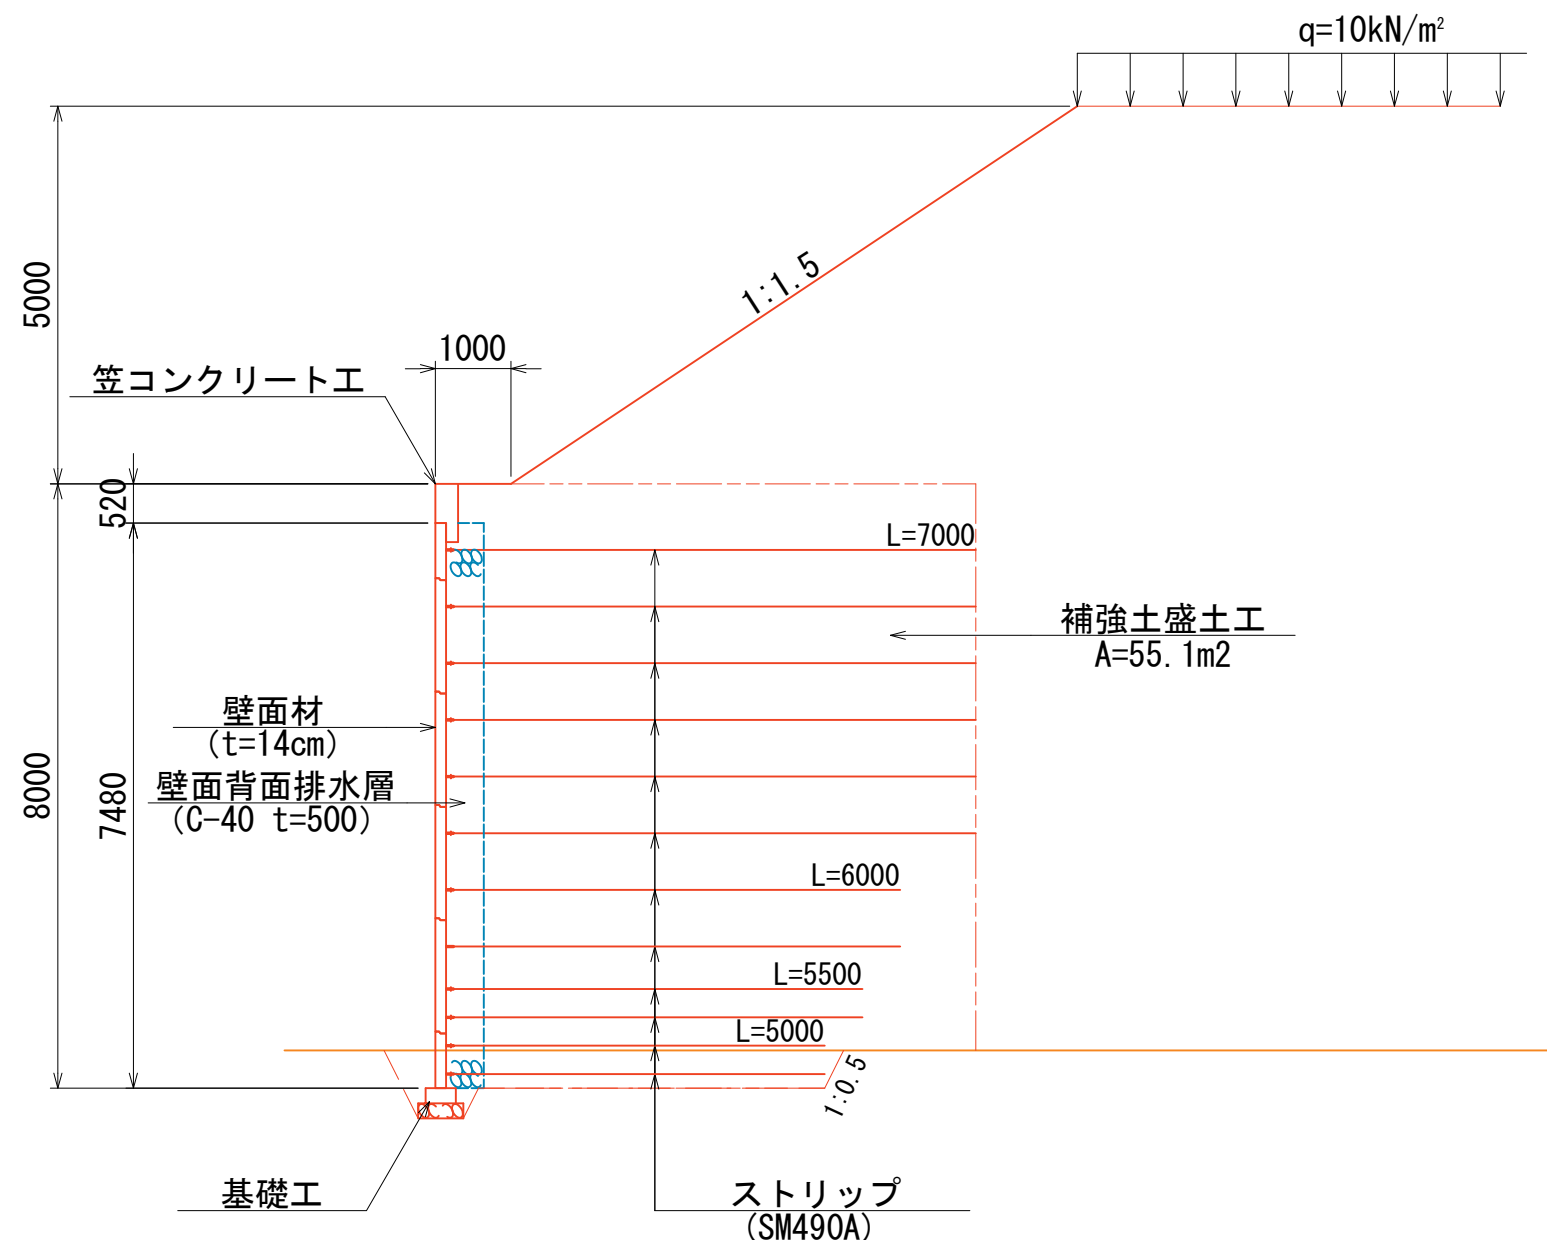 q=10kN/m²
5000
1:1.5
1000
笠コンクリート工
520
L=7000
補強土盛土工
A=55.1m2
壁面材
(t=14cm)
8000
7480
壁面背面排水層
(C-40 t=500)
L=6000
L=5500
L=5000
1:0.5
基礎工
ストリップ
(SM490A)